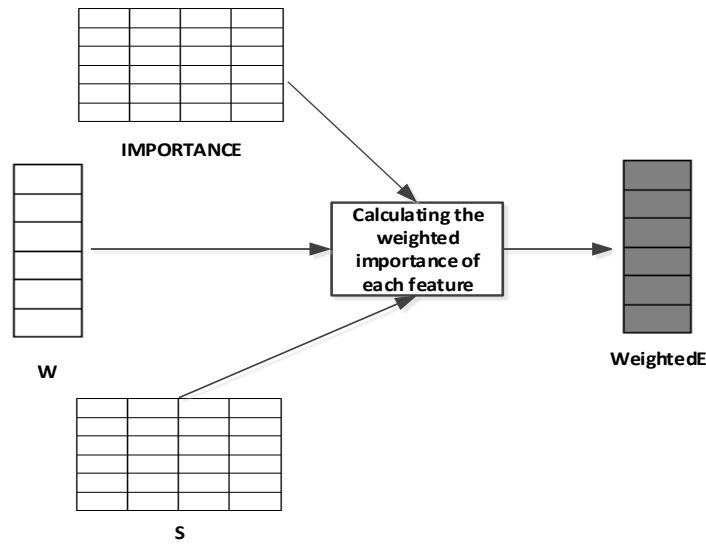 IMPORTANCE
Calculating the
weighted
importance of
each feature
W
WeightedE
S